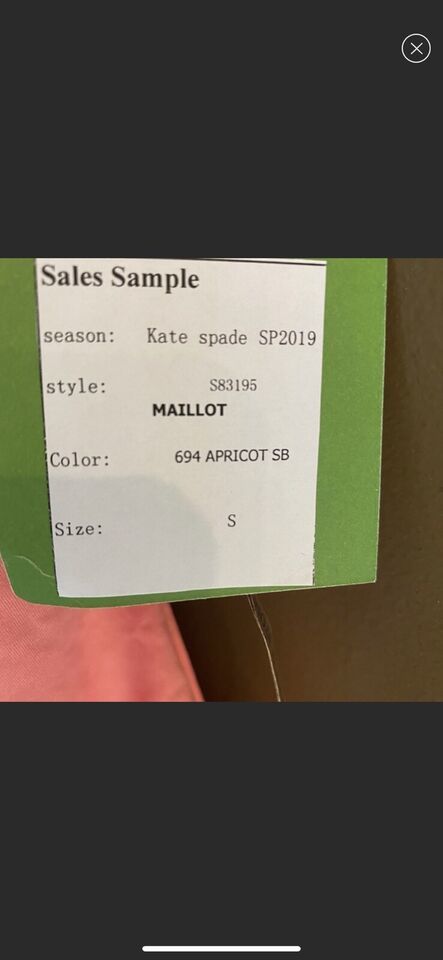 Sales Sample
season: Kate spade SP2019
style: S83195
MAILLOT
Color: 694 APRICOT SB
Size: S